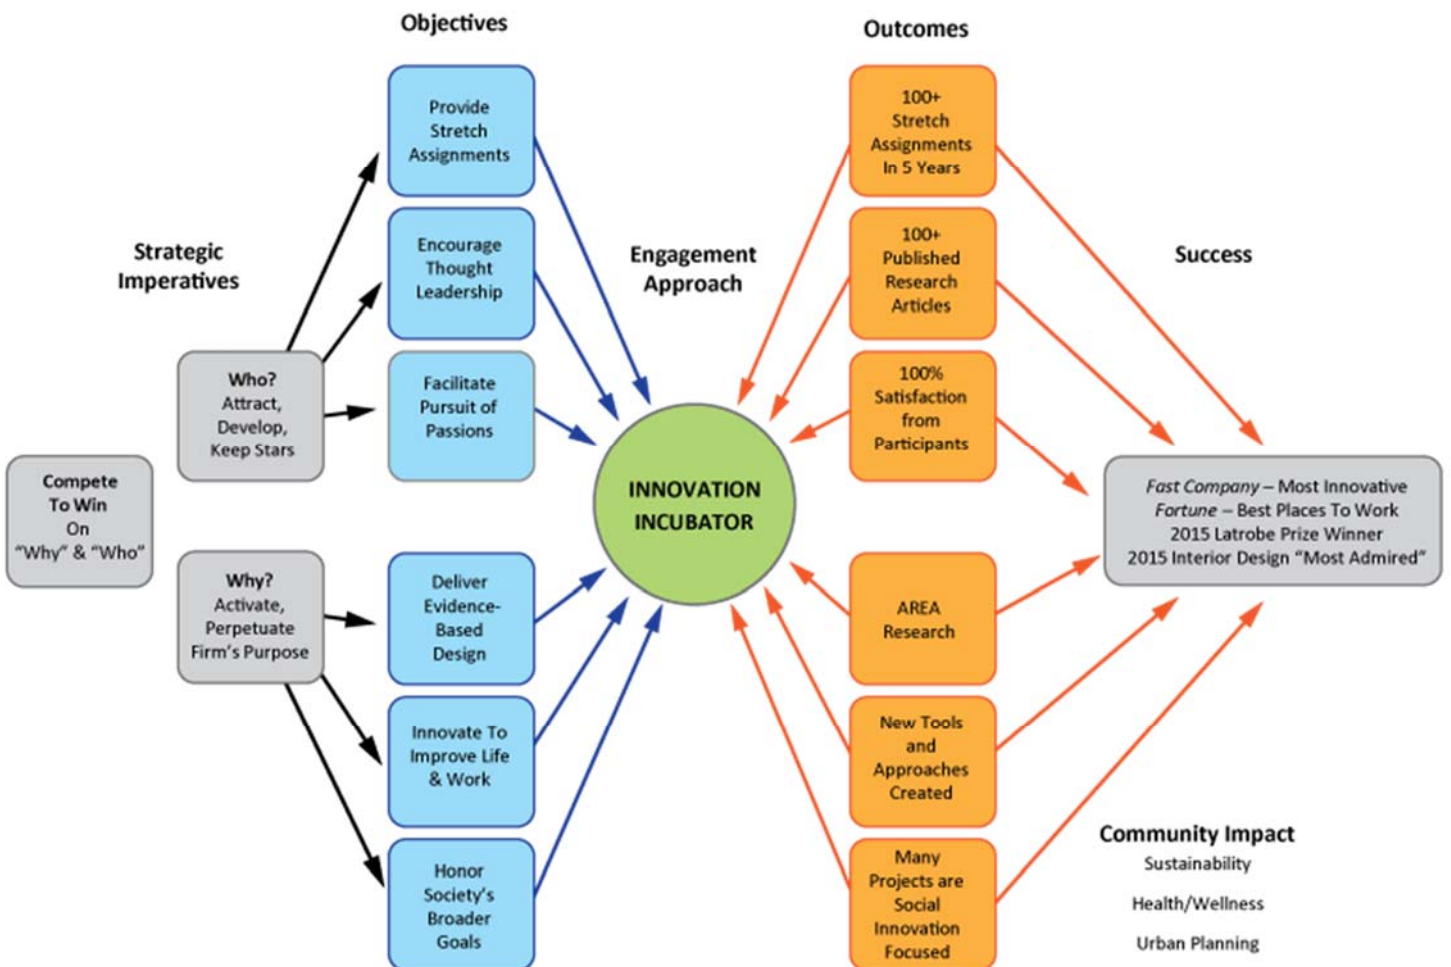 Objectives
Outcomes
Strategic
Imperatives
Engagement
Approach
Success
Compete
To Win
On
“Why” & “Who”
Who?
Attract,
Develop,
Keep Stars
Why?
Activate,
Perpetuate
Firm’s Purpose
Provide
Stretch
Assignments
Encourage
Thought
Leadership
Facilitate
Pursuit of
Passions
Deliver
Evidence-
Based
Design
Innovate To
Improve Life
& Work
Honor
Society’s
Broader
Goals
INNOVATION
INCUBATOR
100+
Stretch
Assignments
In 5 Years
100+
Published
Research
Articles
100%
Satisfaction
from
Participants
AREA
Research
New Tools
and
Approaches
Created
Many
Projects are
Social
Innovation
Focused
Fast Company – Most Innovative
Fortune – Best Places To Work
2015 Latrobe Prize Winner
2015 Interior Design “Most Admired”
Community Impact
Sustainability
Health/Wellness
Urban Planning